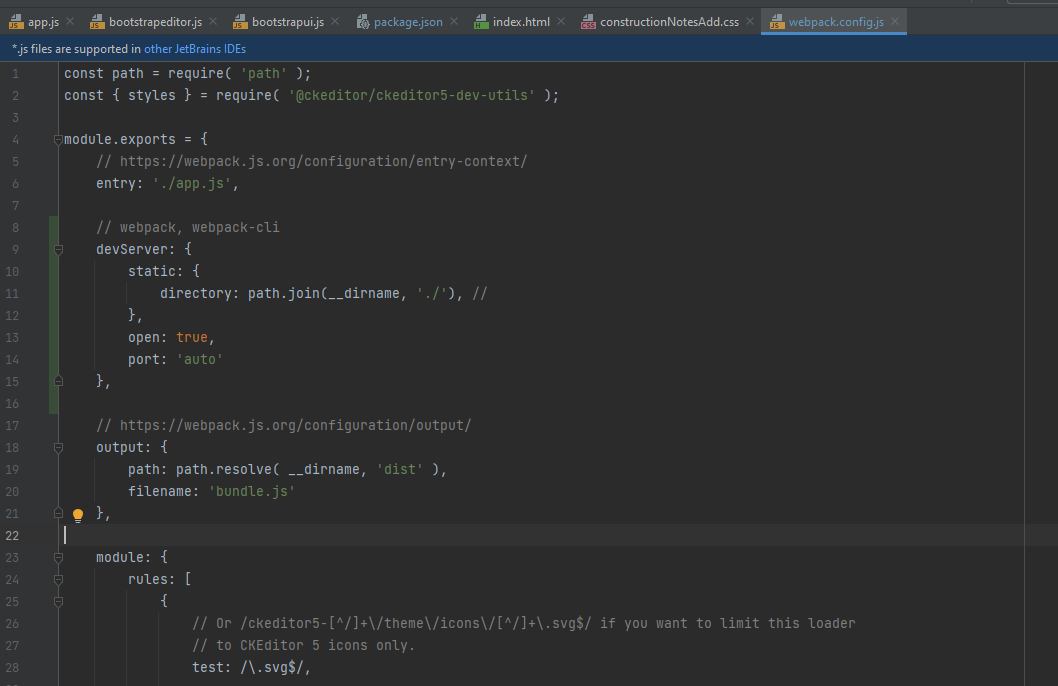 app.js bootstrapeditor.js bootstrapui.js package.json index.html constructionNotesAdd.css webpack.config.js
*.js files are supported in other JetBrains IDEs
1 const path = require( 'path' );
2 const { styles } = require( '@ckeditor/ckeditor5-dev-utils' );
3
4 module.exports = {
5 // https://webpack.js.org/configuration/entry-context/
6 entry: './app.js',
7
8 // webpack, webpack-cli
9 devServer: {
10 static: {
11 directory: path.join(__dirname, './'), //
12 },
13 open: true,
14 port: 'auto'
15 },
16
17 // https://webpack.js.org/configuration/output/
18 output: {
19 path: path.resolve( __dirname, 'dist' ),
20 filename: 'bundle.js'
21 },
22
23 module: {
24 rules: [
25 {
26 // Or /ckeditor5-[^/]+\/theme\/icons\/[^/]+\.svg$/ if you want to limit this loader
27 // to CKEditor 5 icons only.
28 test: /\.svg$/,